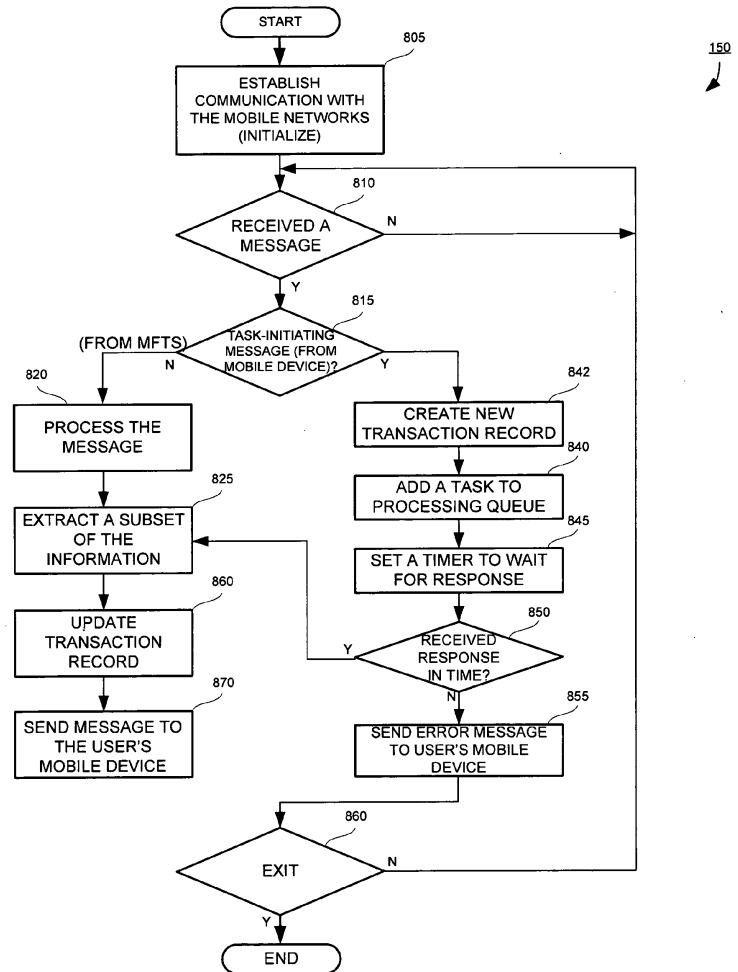 START
805
150
ESTABLISH
COMMUNICATION WITH
THE MOBILE NETWORKS
(INITIALIZE)
810
RECEIVED A
MESSAGE
N
Y
815
(FROM MFTS)
TASK-INITIATING
MESSAGE (FROM
MOBILE DEVICE)?
N
Y
820
PROCESS THE
MESSAGE
842
CREATE NEW
TRANSACTION RECORD
840
ADD A TASK TO
PROCESSING QUEUE
825
EXTRACT A SUBSET
OF THE
INFORMATION
845
SET A TIMER TO WAIT
FOR RESPONSE
860
UPDATE
TRANSACTION
RECORD
850
RECEIVED
RESPONSE
IN TIME?
Y
N
870
SEND MESSAGE TO
THE USER'S
MOBILE DEVICE
855
SEND ERROR MESSAGE
TO USER'S MOBILE
DEVICE
860
EXIT
N
Y
END